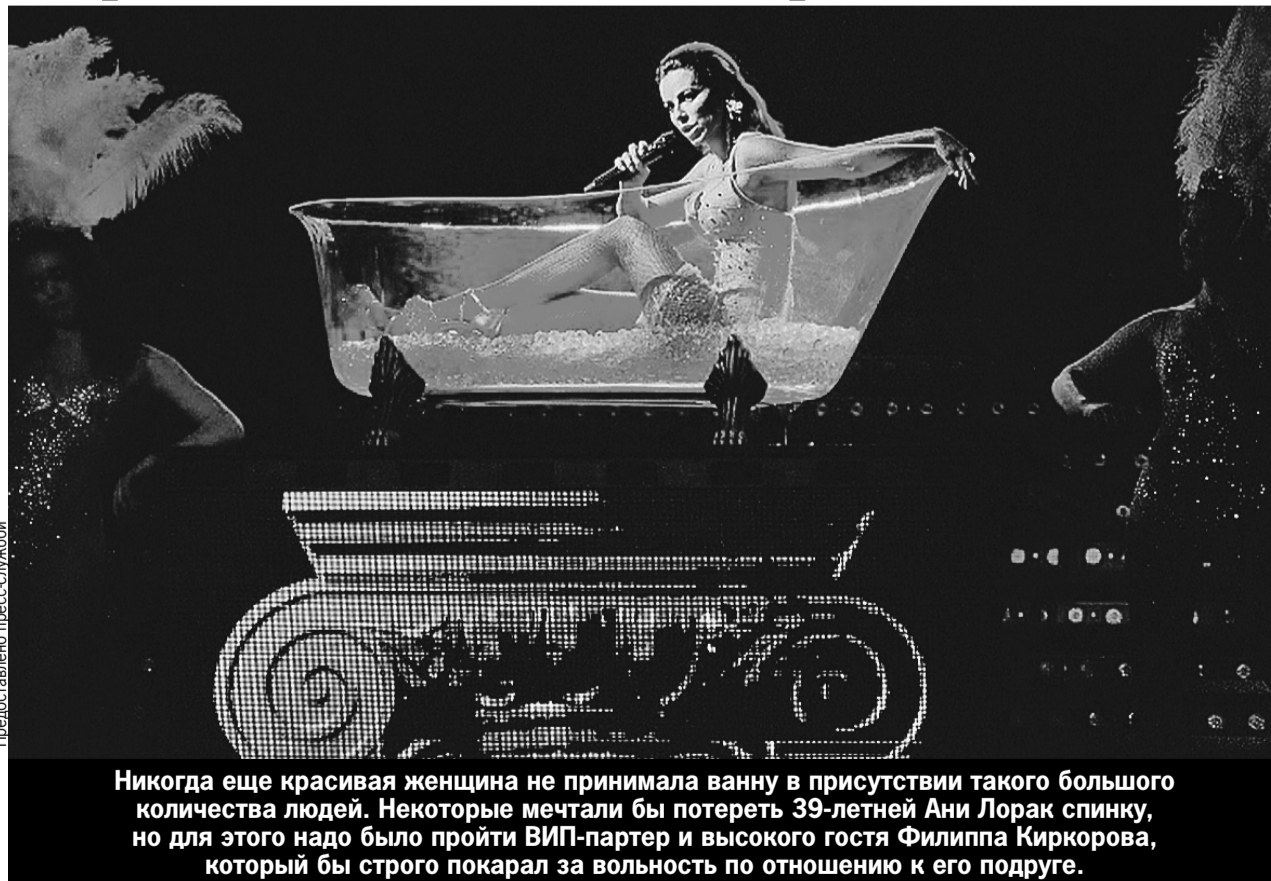 Предоставлено пресс-службой
Никогда еще красивая женщина не принимала ванну в присутствии такого большого
количества людей. Некоторые мечтали бы потереть 39-летней Ани Лорак спинку,
но для этого надо было пройти ВИП-партер и высокого гостя Филиппа Киркорова,
который бы строго покарал за вольность по отношению к его подруге.